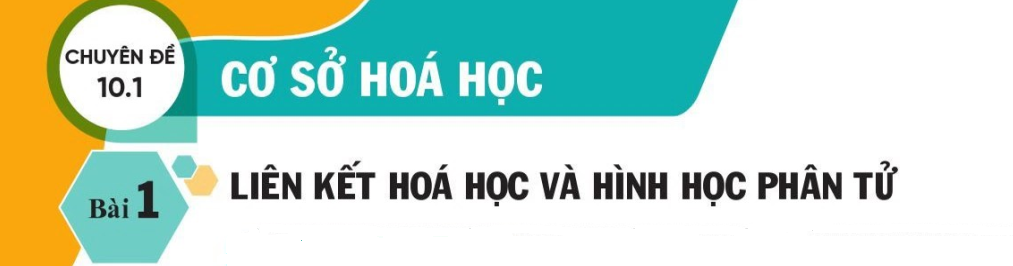 CHUYÊN ĐỀ
10.1
CƠ SỞ HOÁ HỌC
Bài 1
LIÊN KẾT HOÁ HỌC VÀ HÌNH HỌC PHÂN TỬ